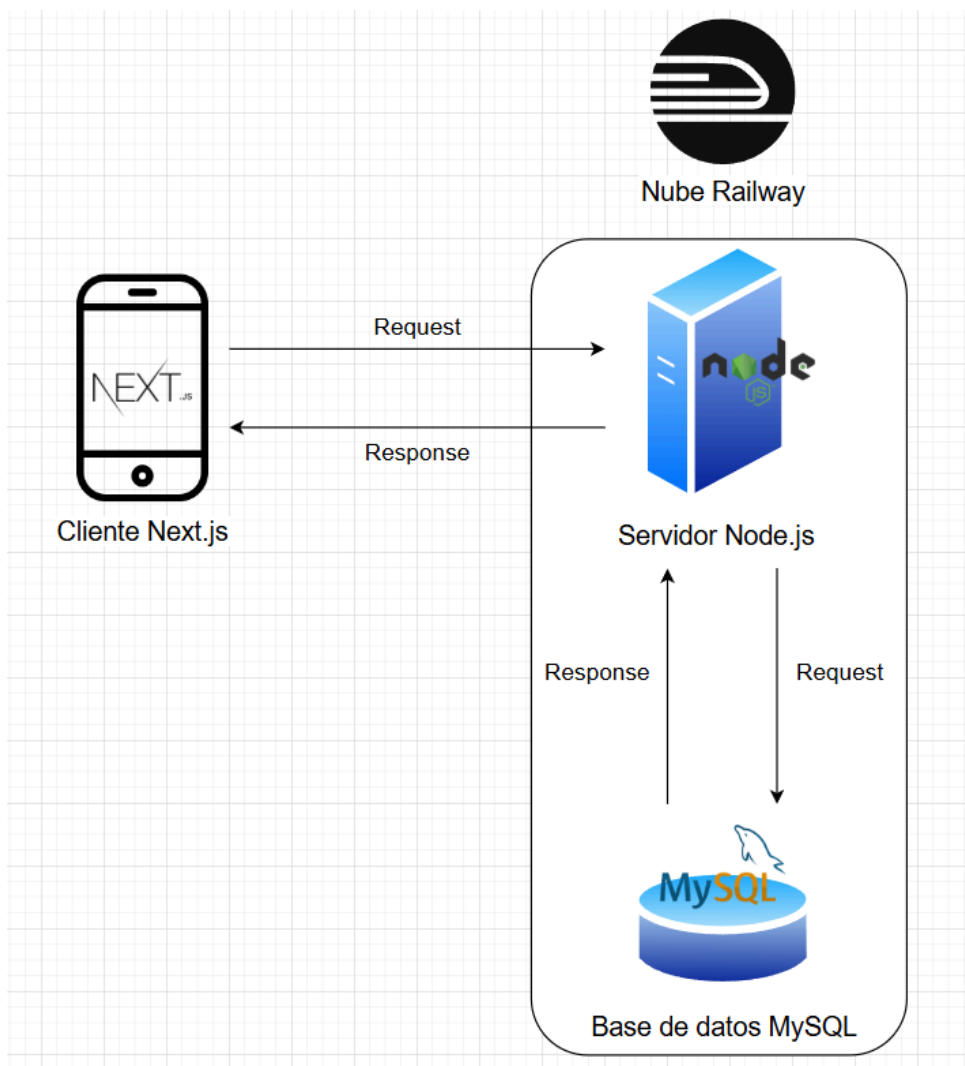 Nube Railway
Request
NEXT.JS
node
JS
Response
Cliente Next.js
Servidor Node.js
Response
Request
MySQL
Base de datos MySQL